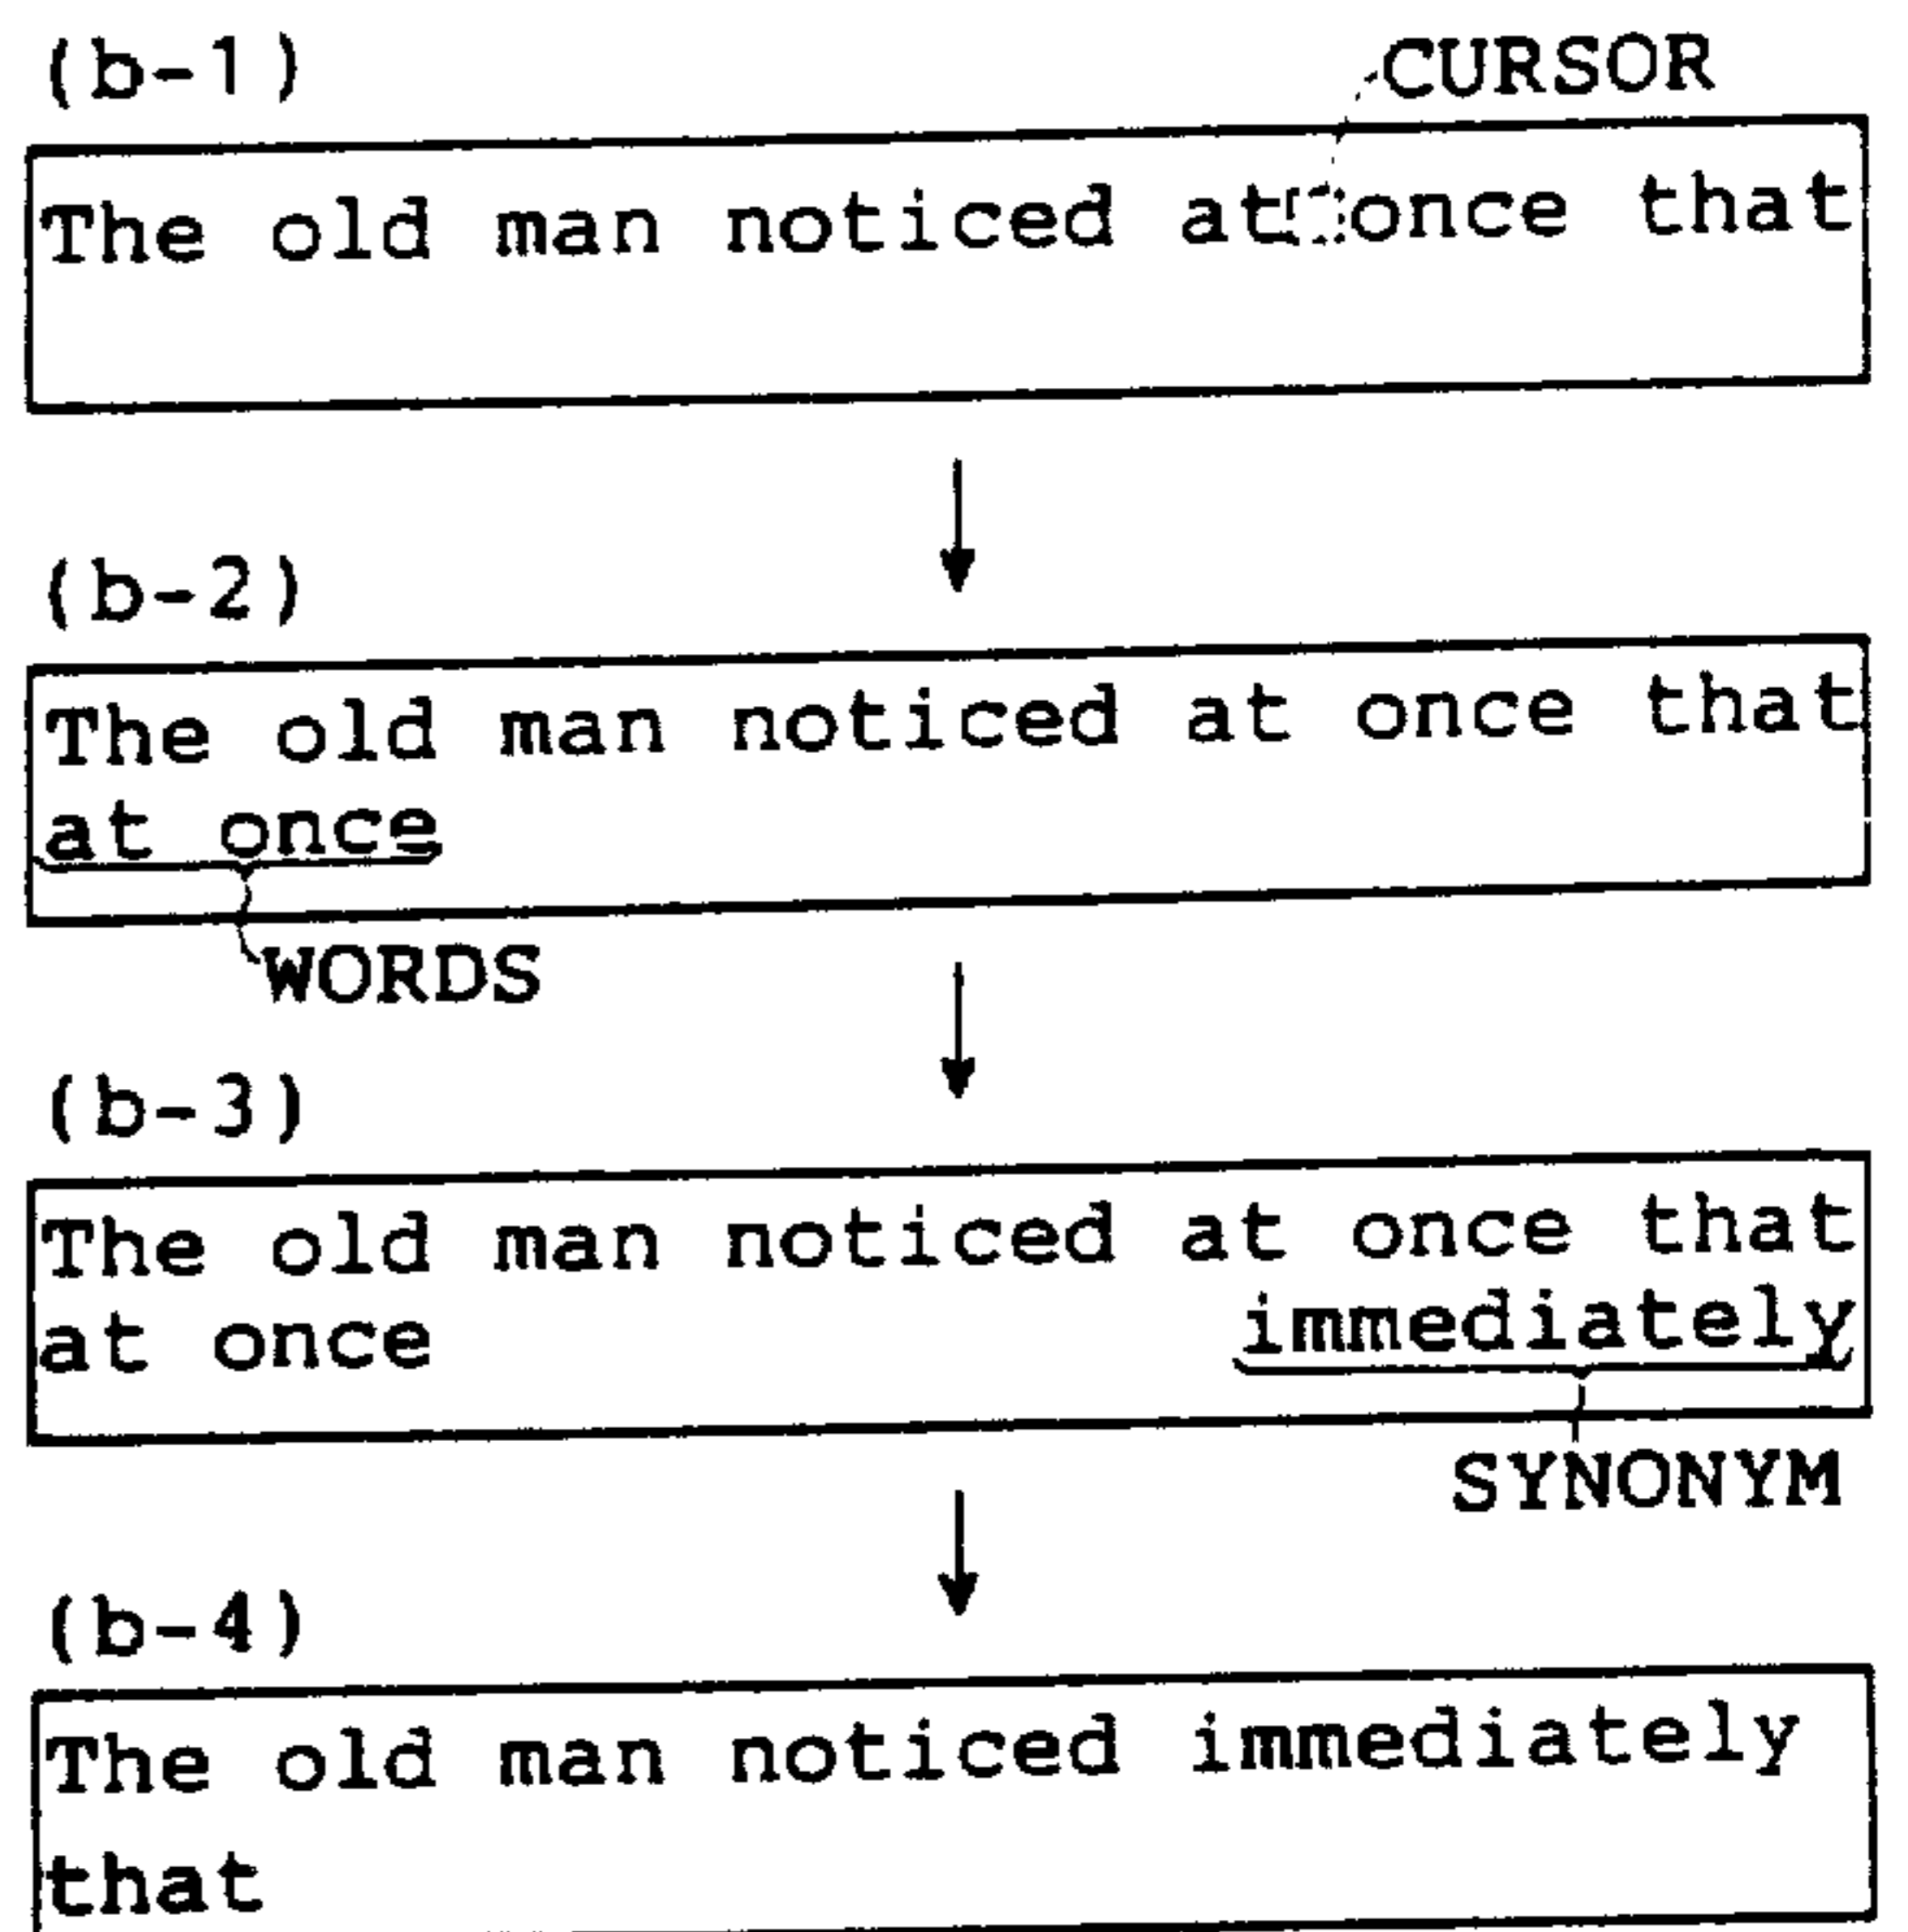 (b-1)
CURSOR
The old man noticed at once that
(b-2)
The old man noticed at once that
at once
WORDS
(b-3)
The old man noticed at once that
at once immediately
SYNONYM
(b-4)
The old man noticed immediately
that